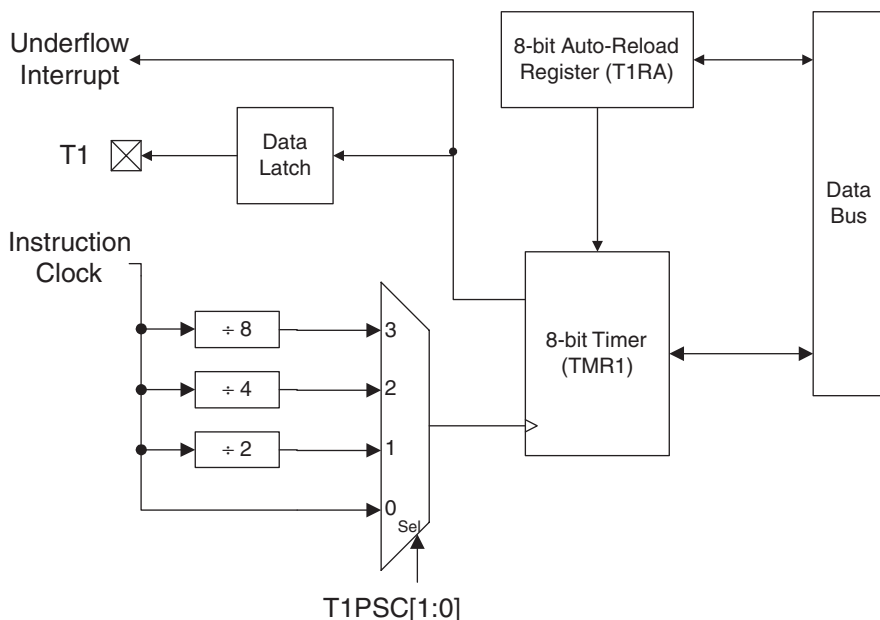 Underflow
Interrupt
8-bit Auto-Reload
Register (T1RA)
T1
Data
Latch
Data
Bus
Instruction
Clock
÷ 8
3
÷ 4
2
÷ 2
1
0
Sel
8-bit Timer
(TMR1)
T1PSC[1:0]